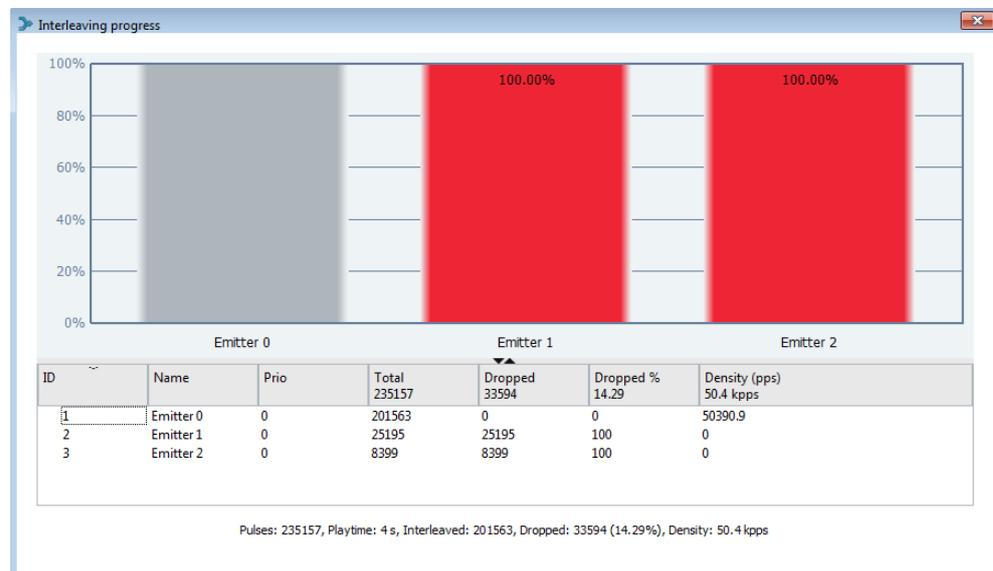 Interleaving progress
100%
100.00% 100.00%
80%
60%
40%
20%
0%
Emitter 0 Emitter 1 Emitter 2
ID Name Prio Total Dropped Dropped % Density (pps)
235157 33594 14.29 50.4 kpps
1 Emitter 0 0 201563 0 0 50390.9
2 Emitter 1 0 25195 25195 100 0
3 Emitter 2 0 8399 8399 100 0
Pulses: 235157, Playtime: 4 s, Interleaved: 201563, Dropped: 33594 (14.29%), Density: 50.4 kpps